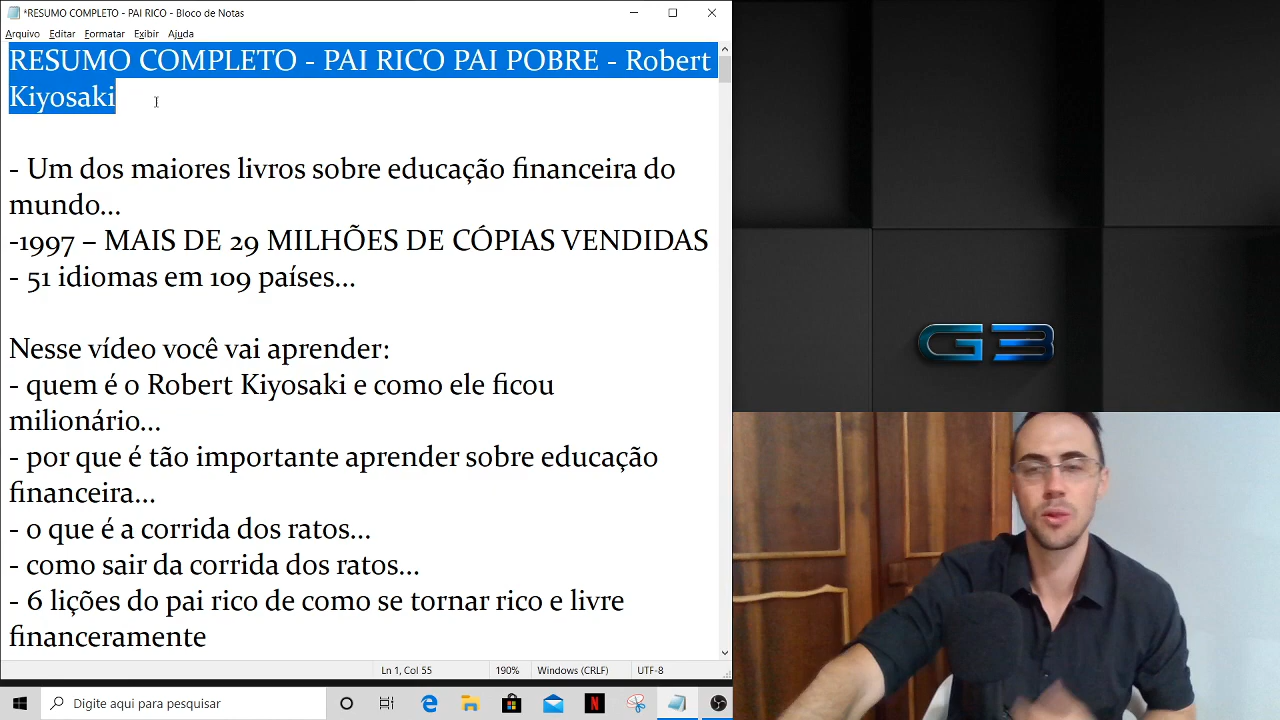 *RESUMO COMPLETO - PAI RICO - Bloco de Notas
Arquivo Editar Formatar Exibir Ajuda
RESUMO COMPLETO - PAI RICO PAI POBRE - Robert
Kiyosaki
- Um dos maiores livros sobre educação financeira do
mundo...
-1997 – MAIS DE 29 MILHÕES DE CÓPIAS VENDIDAS
- 51 idiomas em 109 países...
Nesse vídeo você vai aprender:
- quem é o Robert Kiyosaki e como ele ficou
milionário...
- por que é tão importante aprender sobre educação
financeira...
- o que é a corrida dos ratos...
- como sair da corrida dos ratos...
- 6 lições do pai rico de como se tornar rico e livre
financeramente
Ln 1, Col 55 190% Windows (CRLF) UTF-8
Digite aqui para pesquisar
N
G3